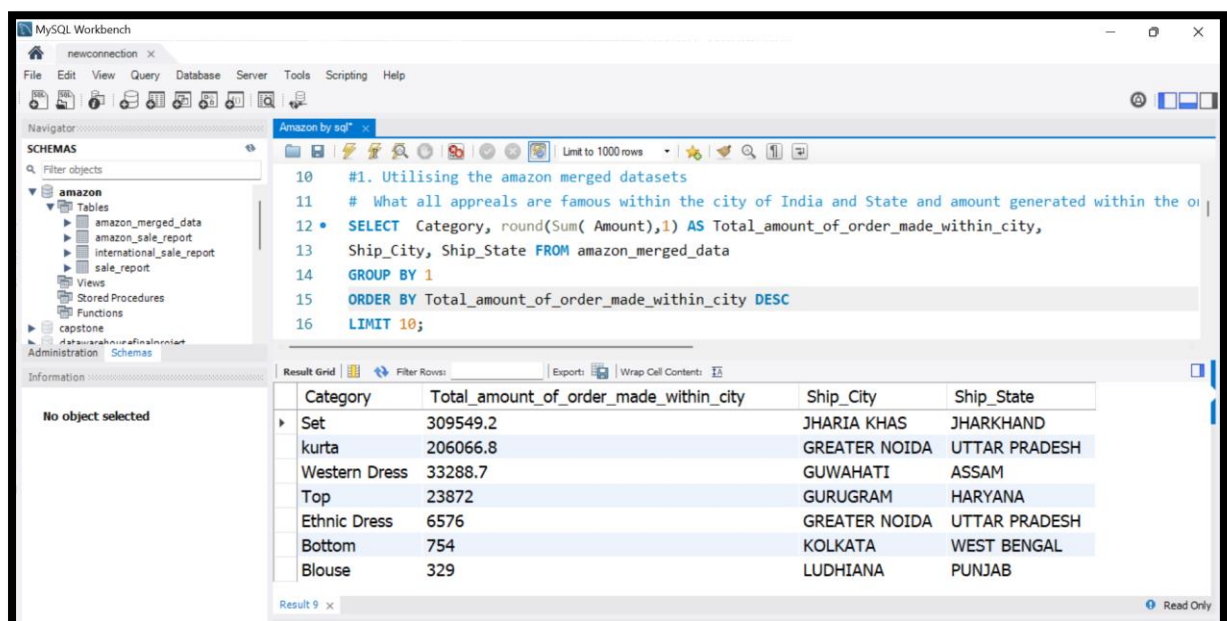 MySQL Workbench
newconnection ×
File Edit View Query Database Server Tools Scripting Help
Navigator
SCHEMAS
Filter objects
amazon
Tables
amazon_merged_data
amazon_sale_report
international_sale_report
sale_report
Views
Stored Procedures
Functions
capstone
datawarehousefinalproject
Administration Schemas
Information
No object selected
Amazon by sql* ×
Limit to 1000 rows
10 #1. Utilising the amazon merged datasets
11 # What all appreals are famous within the city of India and State and amount generated within the
12 SELECT Category, round(Sum( Amount),1) AS Total_amount_of_order_made_within_city,
13 Ship_City, Ship_State FROM amazon_merged_data
14 GROUP BY 1
15 ORDER BY Total_amount_of_order_made_within_city DESC
16 LIMIT 10;
Result Grid Filter Rows: Export: Wrap Cell Content:
Category Total_amount_of_order_made_within_city Ship_City Ship_State
Set 309549.2 JHARIA KHAS JHARKHAND
kurta 206066.8 GREATER NOIDA UTTAR PRADESH
Western Dress 33288.7 GUWAHATI ASSAM
Top 23872 GURUGRAM HARYANA
Ethnic Dress 6576 GREATER NOIDA UTTAR PRADESH
Bottom 754 KOLKATA WEST BENGAL
Blouse 329 LUDHIANA PUNJAB
Result 9 ×
Read Only